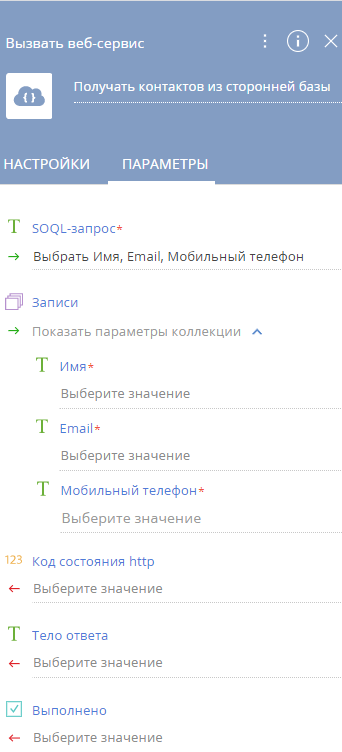 Вызвать веб-сервис
{ }
Получать контактов из сторонней базы
НАСТРОЙКИ ПАРАМЕТРЫ
T SOQL-запрос*
Выбрать Имя, Email, Мобильный телефон
Записи
Показать параметры коллекции
T Имя*
Выберите значение
T Email*
Выберите значение
T Мобильный телефон*
Выберите значение
123 Код состояния http
Выберите значение
T Тело ответа
Выберите значение
Выполнено
Выберите значение